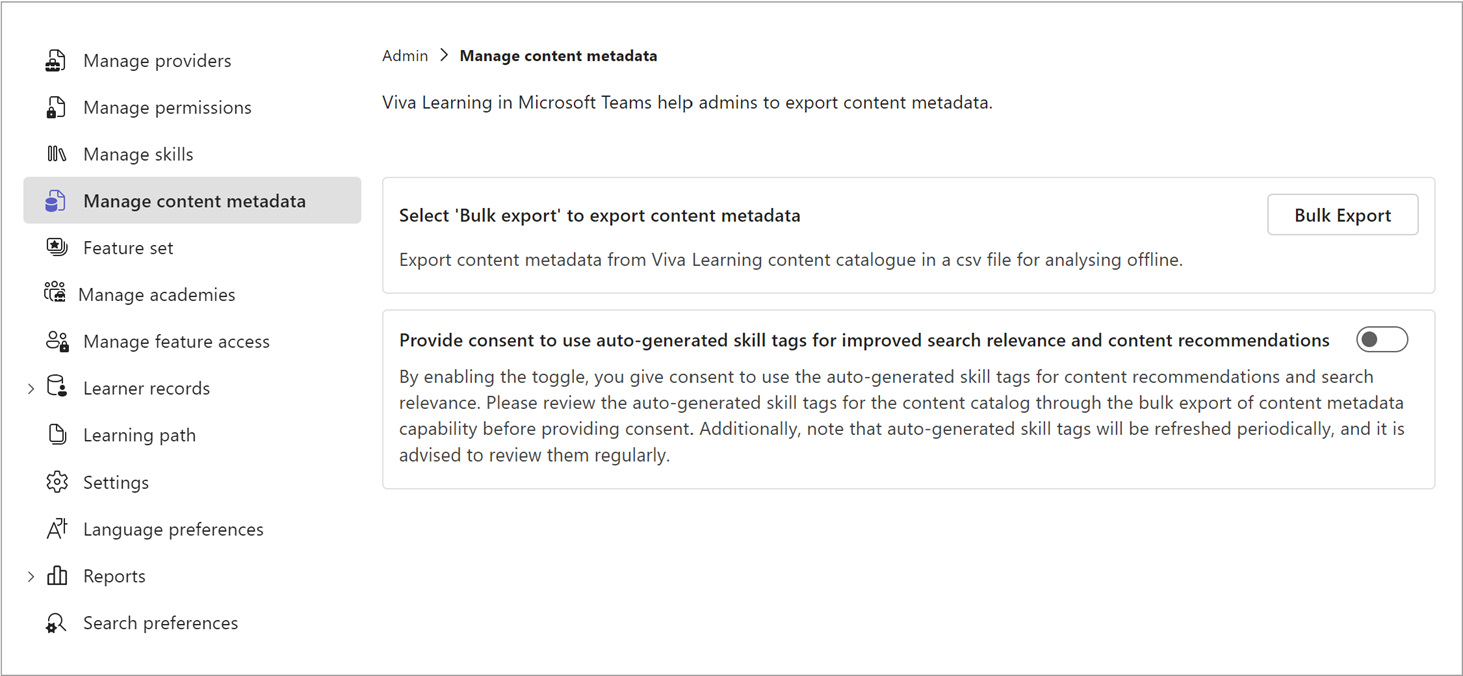 Manage providers
Manage permissions
Manage skills
Manage content metadata
Feature set
Manage academies
Manage feature access
Learner records
Learning path
Settings
Language preferences
Reports
Search preferences
Admin > Manage content metadata
Viva Learning in Microsoft Teams help admins to export content metadata.
Select 'Bulk export' to export content metadata
Bulk Export
Export content metadata from Viva Learning content catalogue in a csv file for analysing offline.
Provide consent to use auto-generated skill tags for improved search relevance and content recommendations
By enabling the toggle, you give consent to use the auto-generated skill tags for content recommendations and search
relevance. Please review the auto-generated skill tags for the content catalog through the bulk export of content metadata
capability before providing consent. Additionally, note that auto-generated skill tags will be refreshed periodically, and it is
advised to review them regularly.